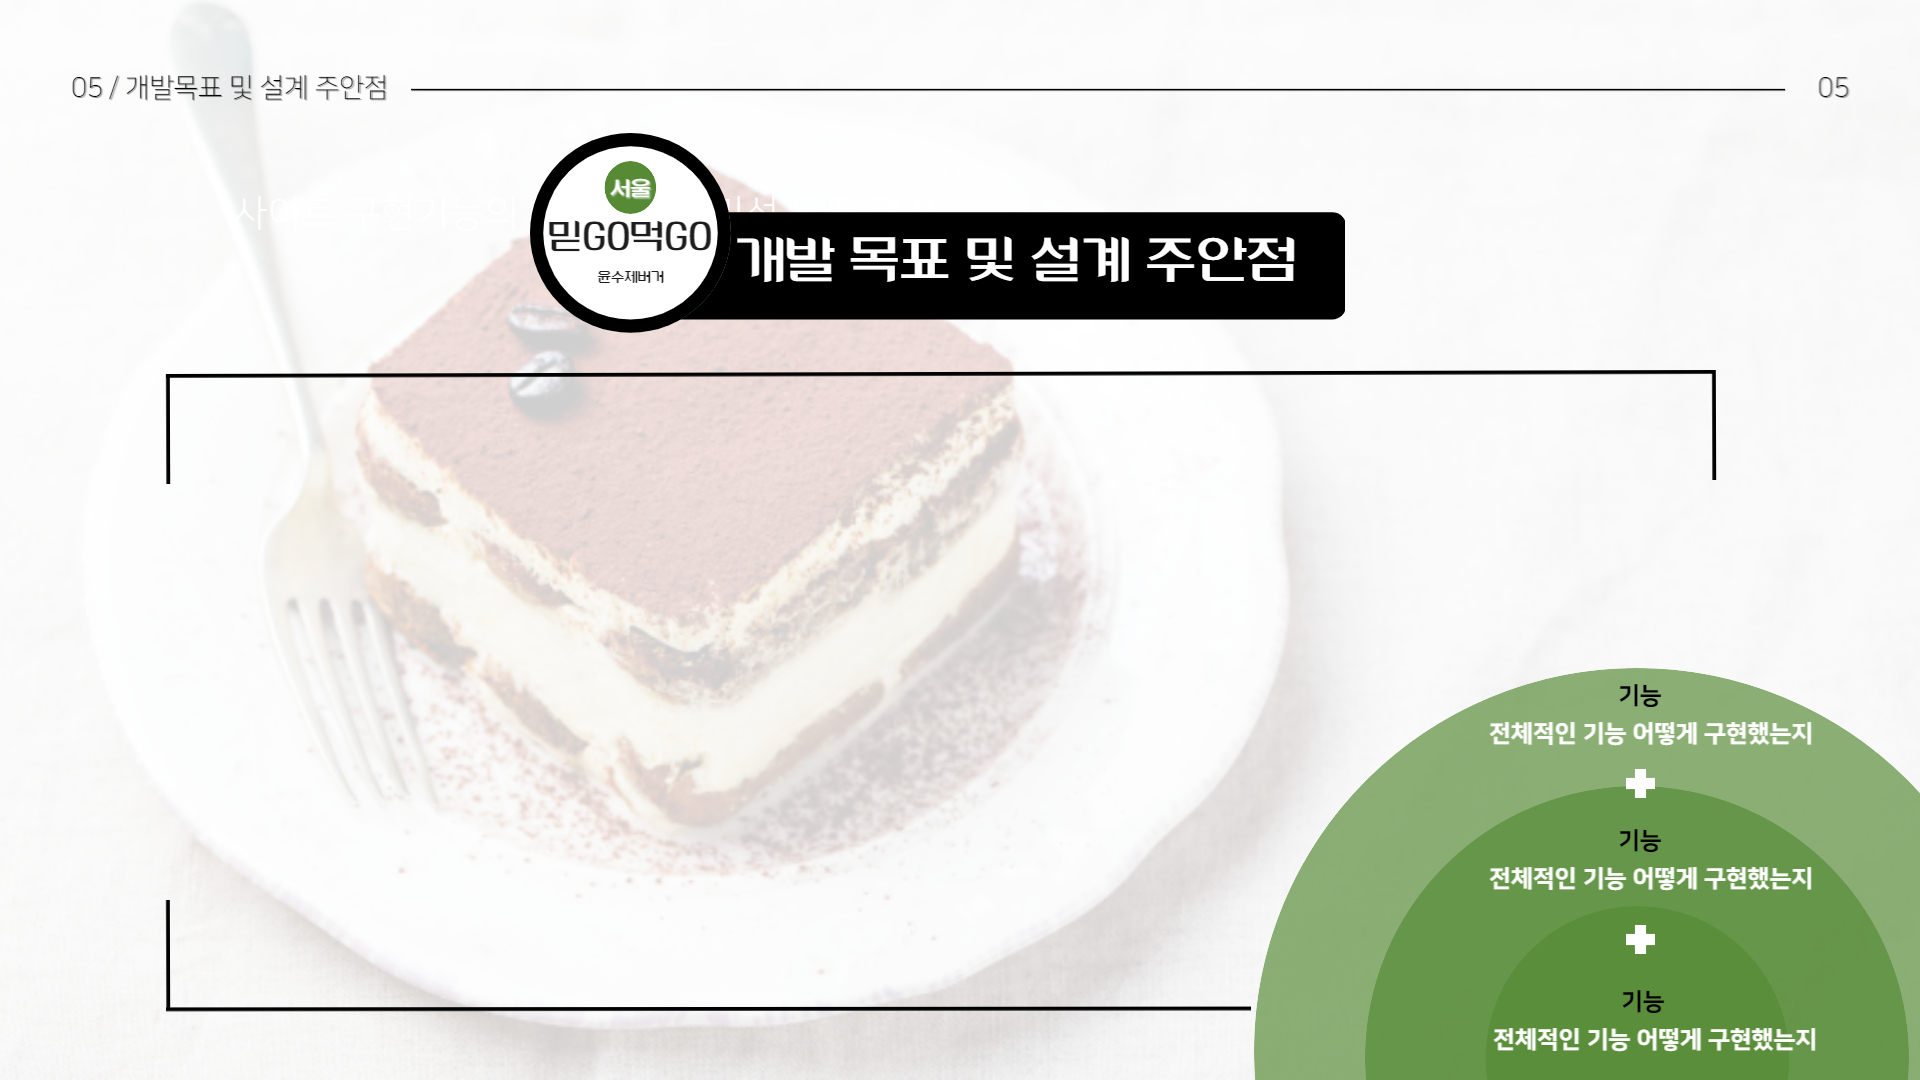 05 / 개발목표 및 설계 주안점
05
서울
믿GO먹GO
윤수제버거
개발 목표 및 설계 주안점
기능
전체적인 기능 어떻게 구현했는지
기능
전체적인 기능 어떻게 구현했는지
기능
전체적인 기능 어떻게 구현했는지